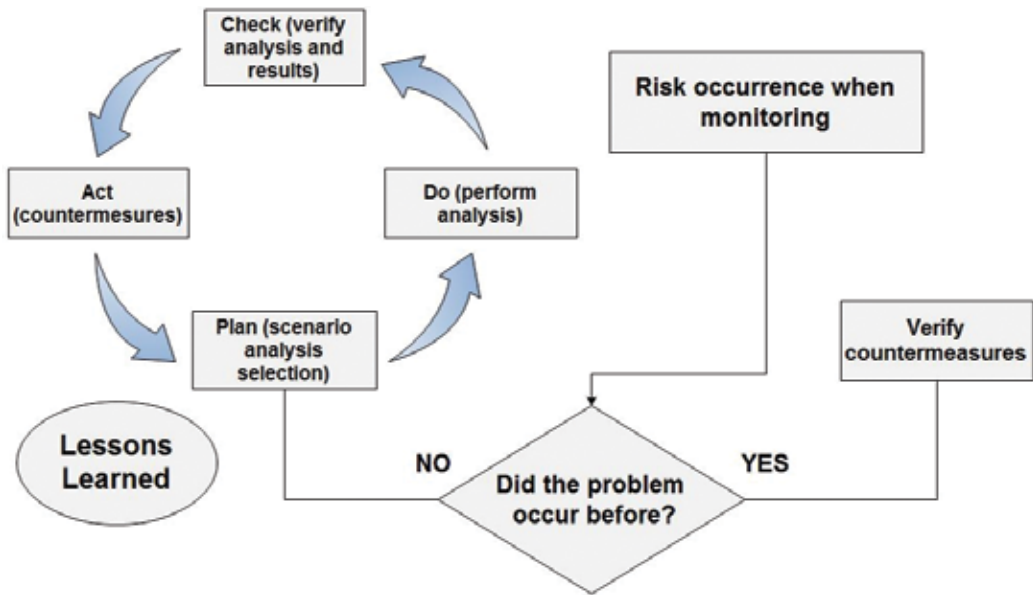 Check (verify
analysis and
results)
Risk occurrence when
monitoring
Act
(countermesures)
Do (perform
analysis)
Plan (scenario
analysis
selection)
Verify
countermeasures
Lessons
Learned
NO
YES
Did the problem
occur before?